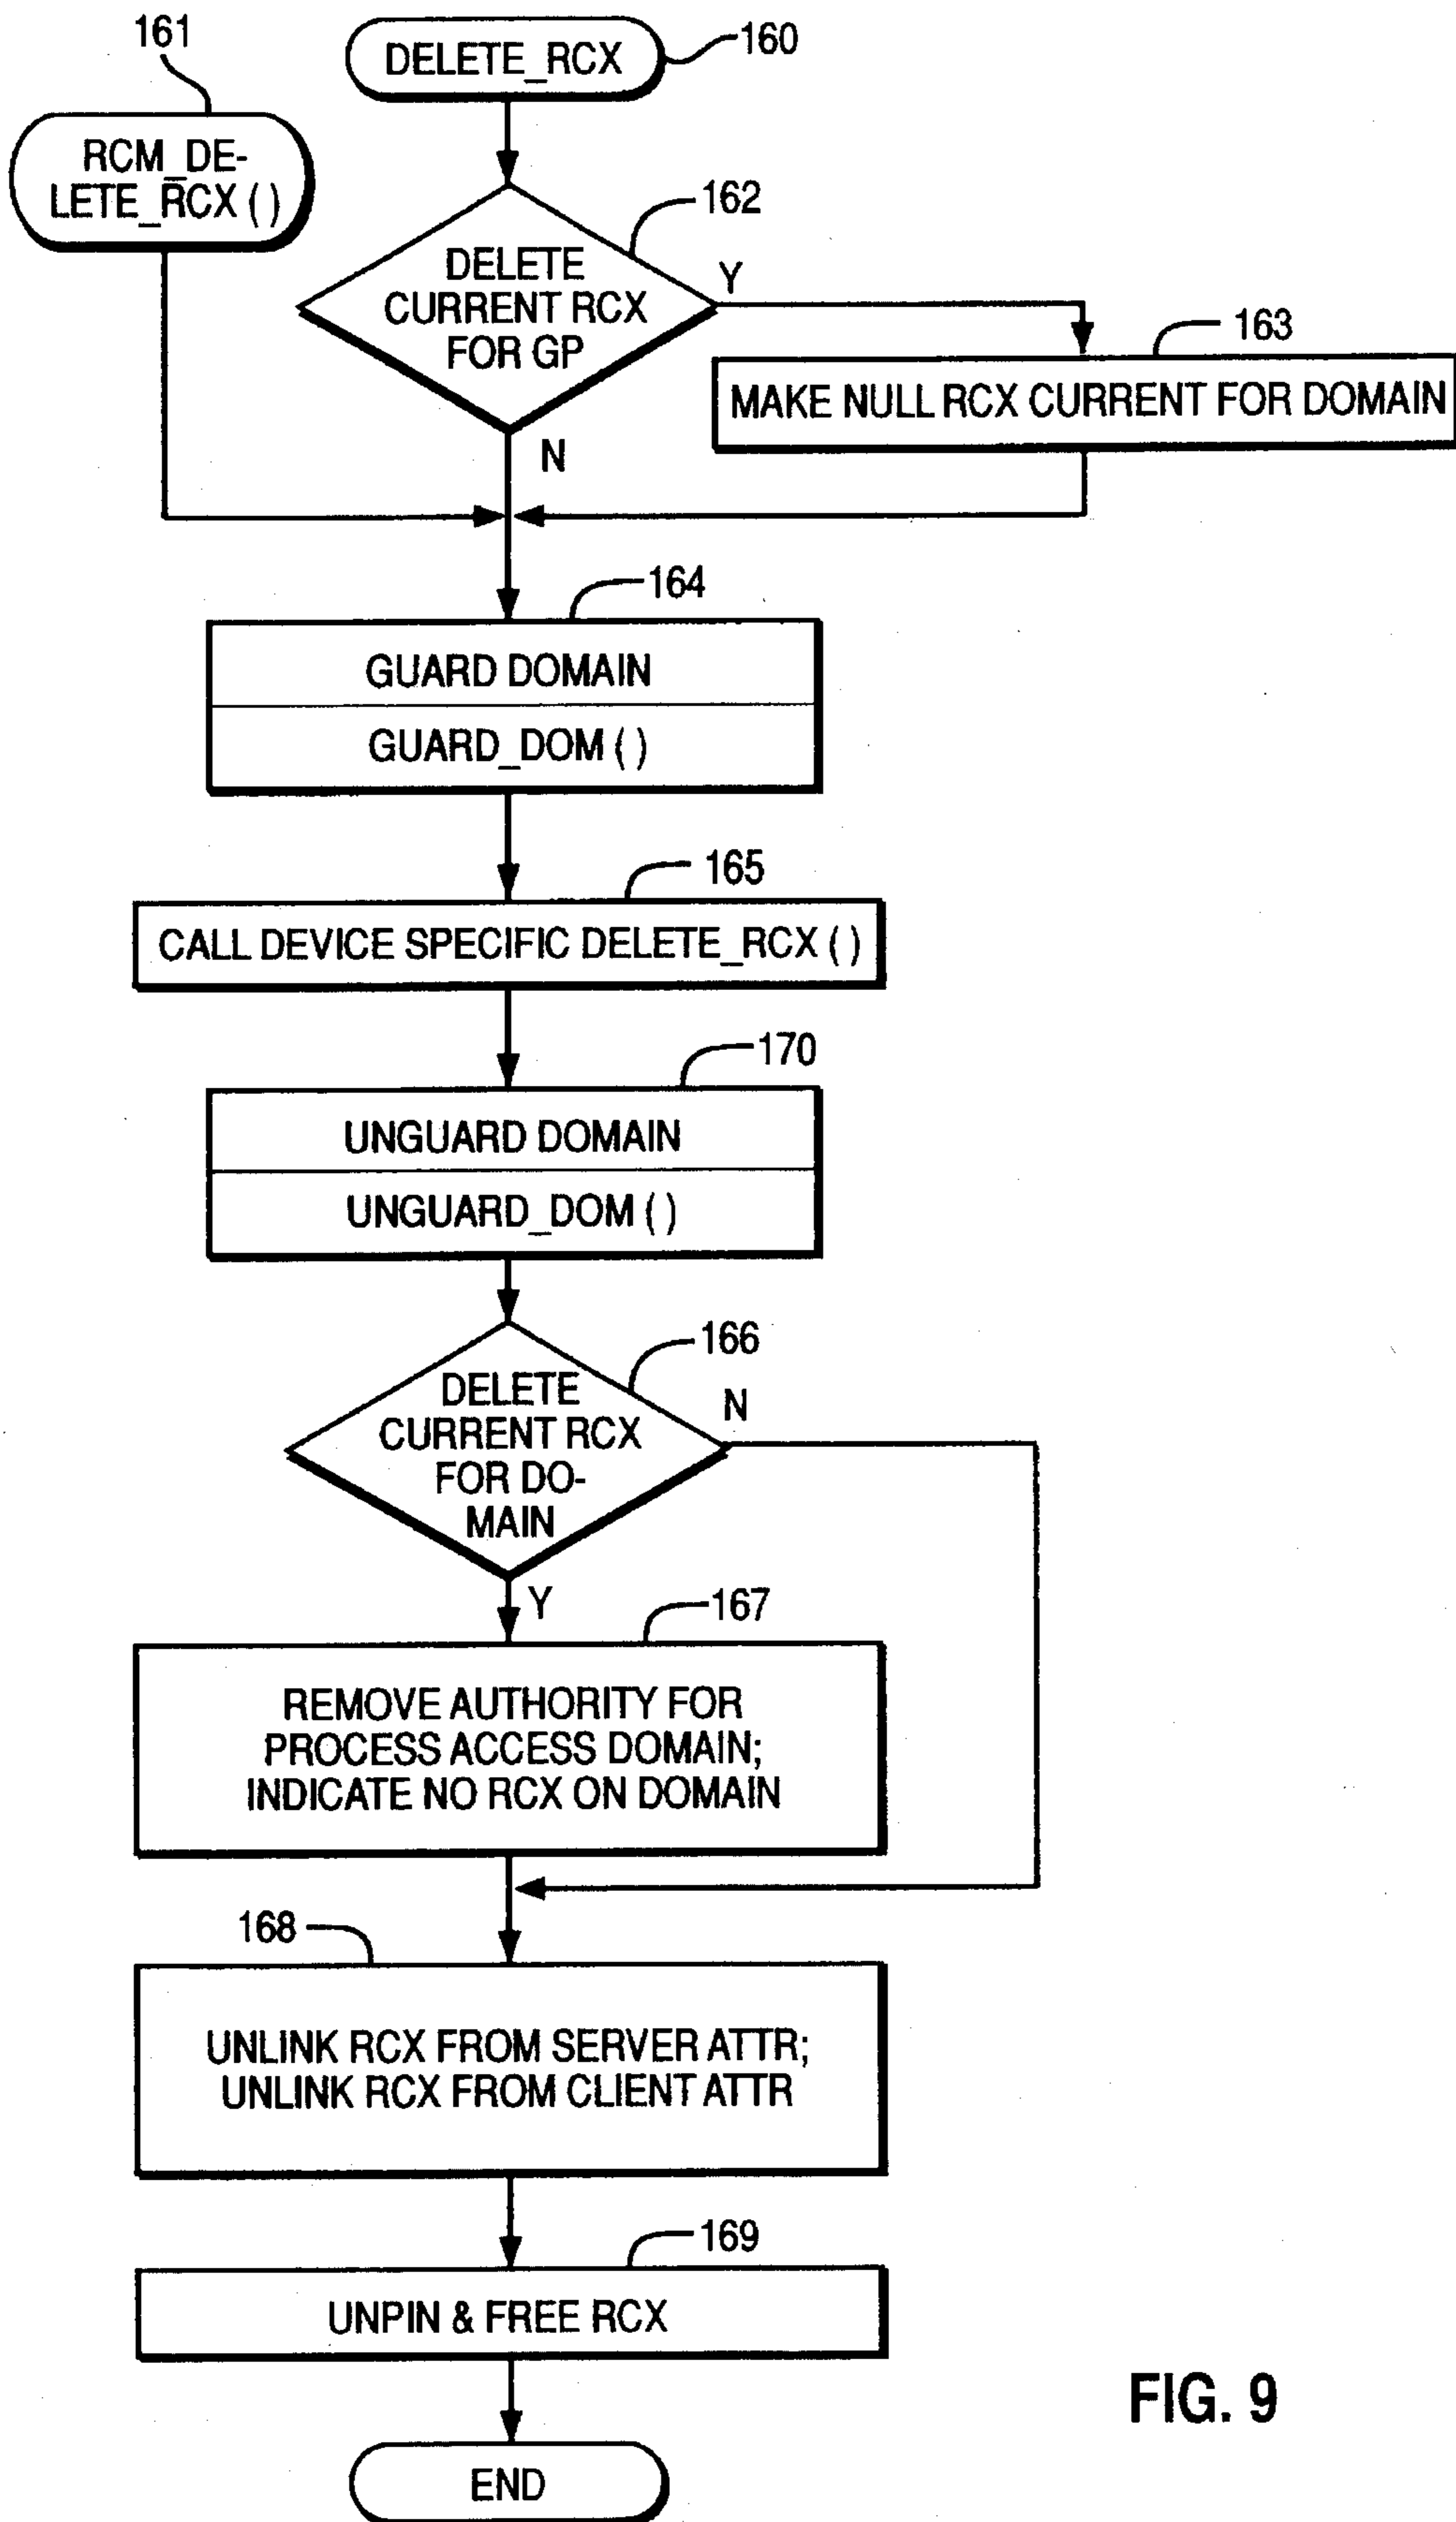 161
DELETE_RCX
160
RCM_DE-
LETE_RCX ( )
162
DELETE
CURRENT RCX
FOR GP
Y
163
MAKE NULL RCX CURRENT FOR DOMAIN
N
164
GUARD DOMAIN
GUARD_DOM ( )
165
CALL DEVICE SPECIFIC DELETE_RCX ( )
170
UNGUARD DOMAIN
UNGUARD_DOM ( )
166
DELETE
CURRENT RCX
FOR DO-
MAIN
N
Y
167
REMOVE AUTHORITY FOR
PROCESS ACCESS DOMAIN;
INDICATE NO RCX ON DOMAIN
168
UNLINK RCX FROM SERVER ATTR;
UNLINK RCX FROM CLIENT ATTR
169
UNPIN & FREE RCX
END
FIG. 9